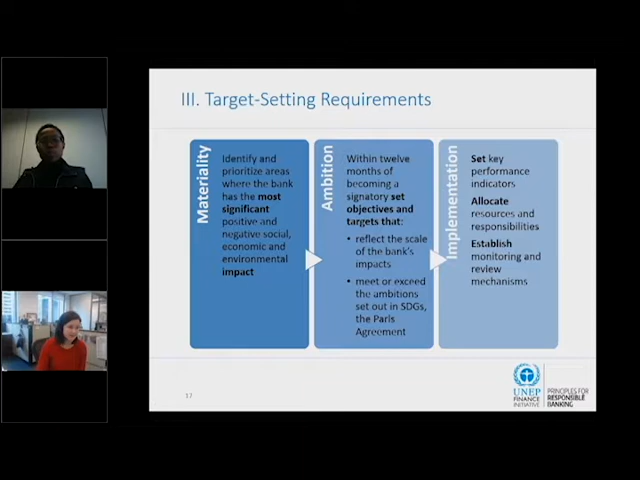 III. Target-Setting Requirements
Materiality
Identify and
prioritize areas
where the bank
has the most
significant
positive and
negative social,
economic and
environmental
impact
Ambition
Within twelve
months of
becoming a
signatory set
objectives and
targets that:
• reflect the scale
of the bank's
impacts
• meet or exceed
the ambitions
set out in SDGs,
the Paris
Agreement
Implementation
Set key
performance
indicators
Allocate
resources and
responsibilities
Establish
monitoring and
review
mechanisms
17
UNEP
FINANCE
INITIATIVE
PRINCIPLES FOR
RESPONSIBLE
BANKING